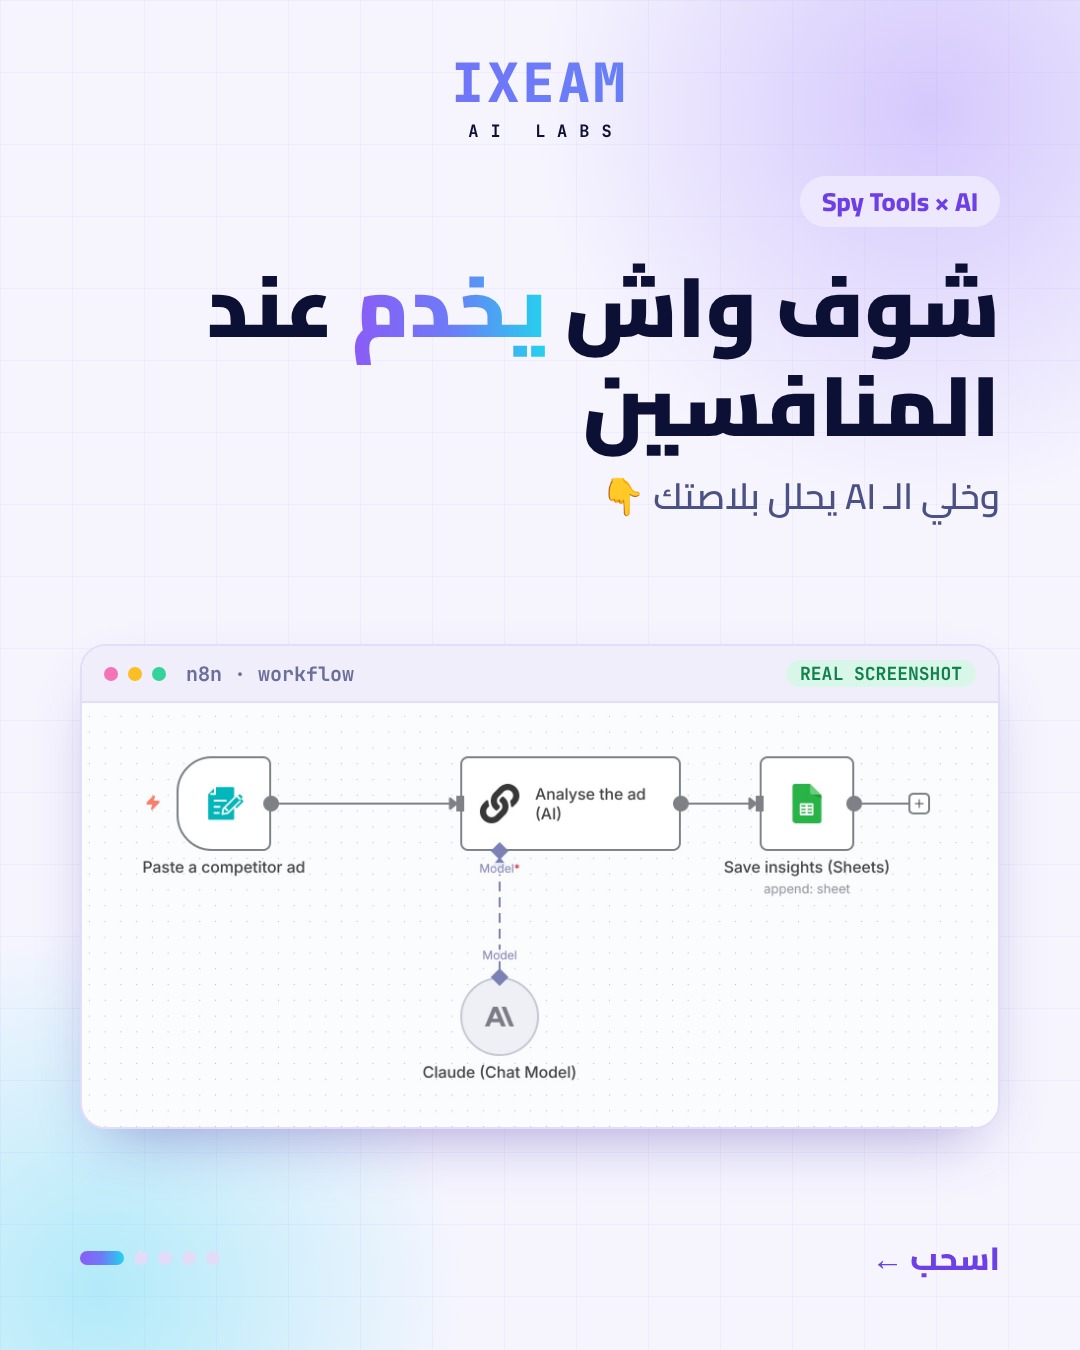 IXEAM
AI LABS
Spy Tools × AI
شوف واش يخدم عند
المنافسين
وخلي الـ AI يحلل بلاصتك 👇
n8n · workflow
REAL SCREENSHOT
Analyse the ad
(AI)
Paste a competitor ad
Model*
Save insights (Sheets)
append: sheet
Model
Claude (Chat Model)
اسحب ←